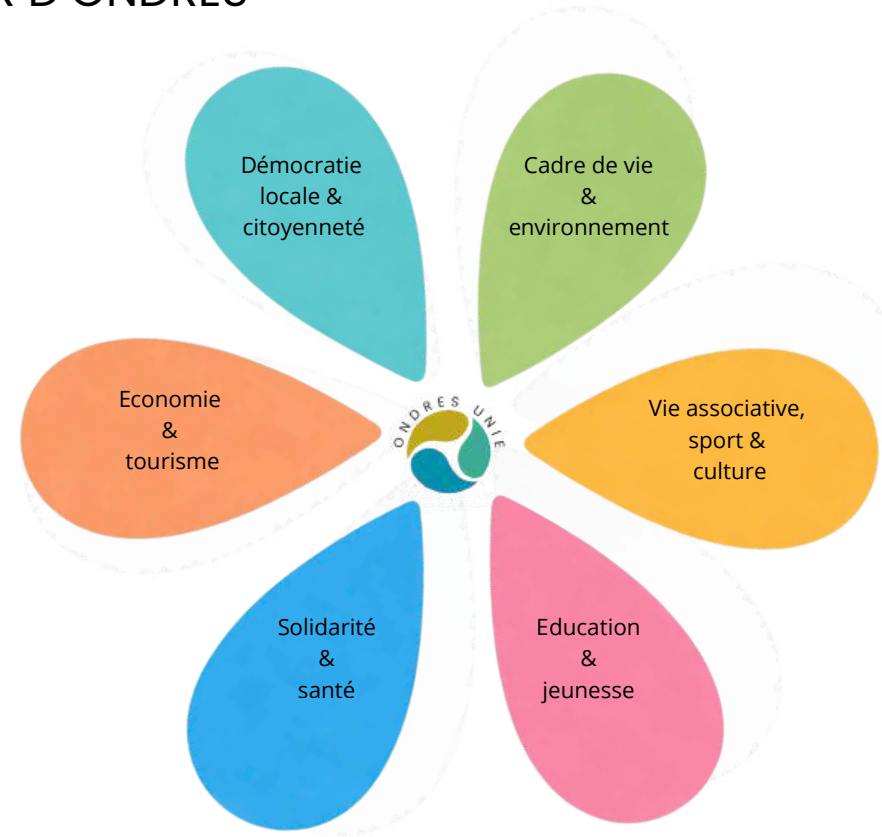 R D'ONDRES
Démocratie
locale &
citoyenneté
Cadre de vie
&
environnement
Economie
&
tourisme
ONDRES UNIE
Vie associative,
sport &
culture
Solidarité
&
santé
Education
&
jeunesse